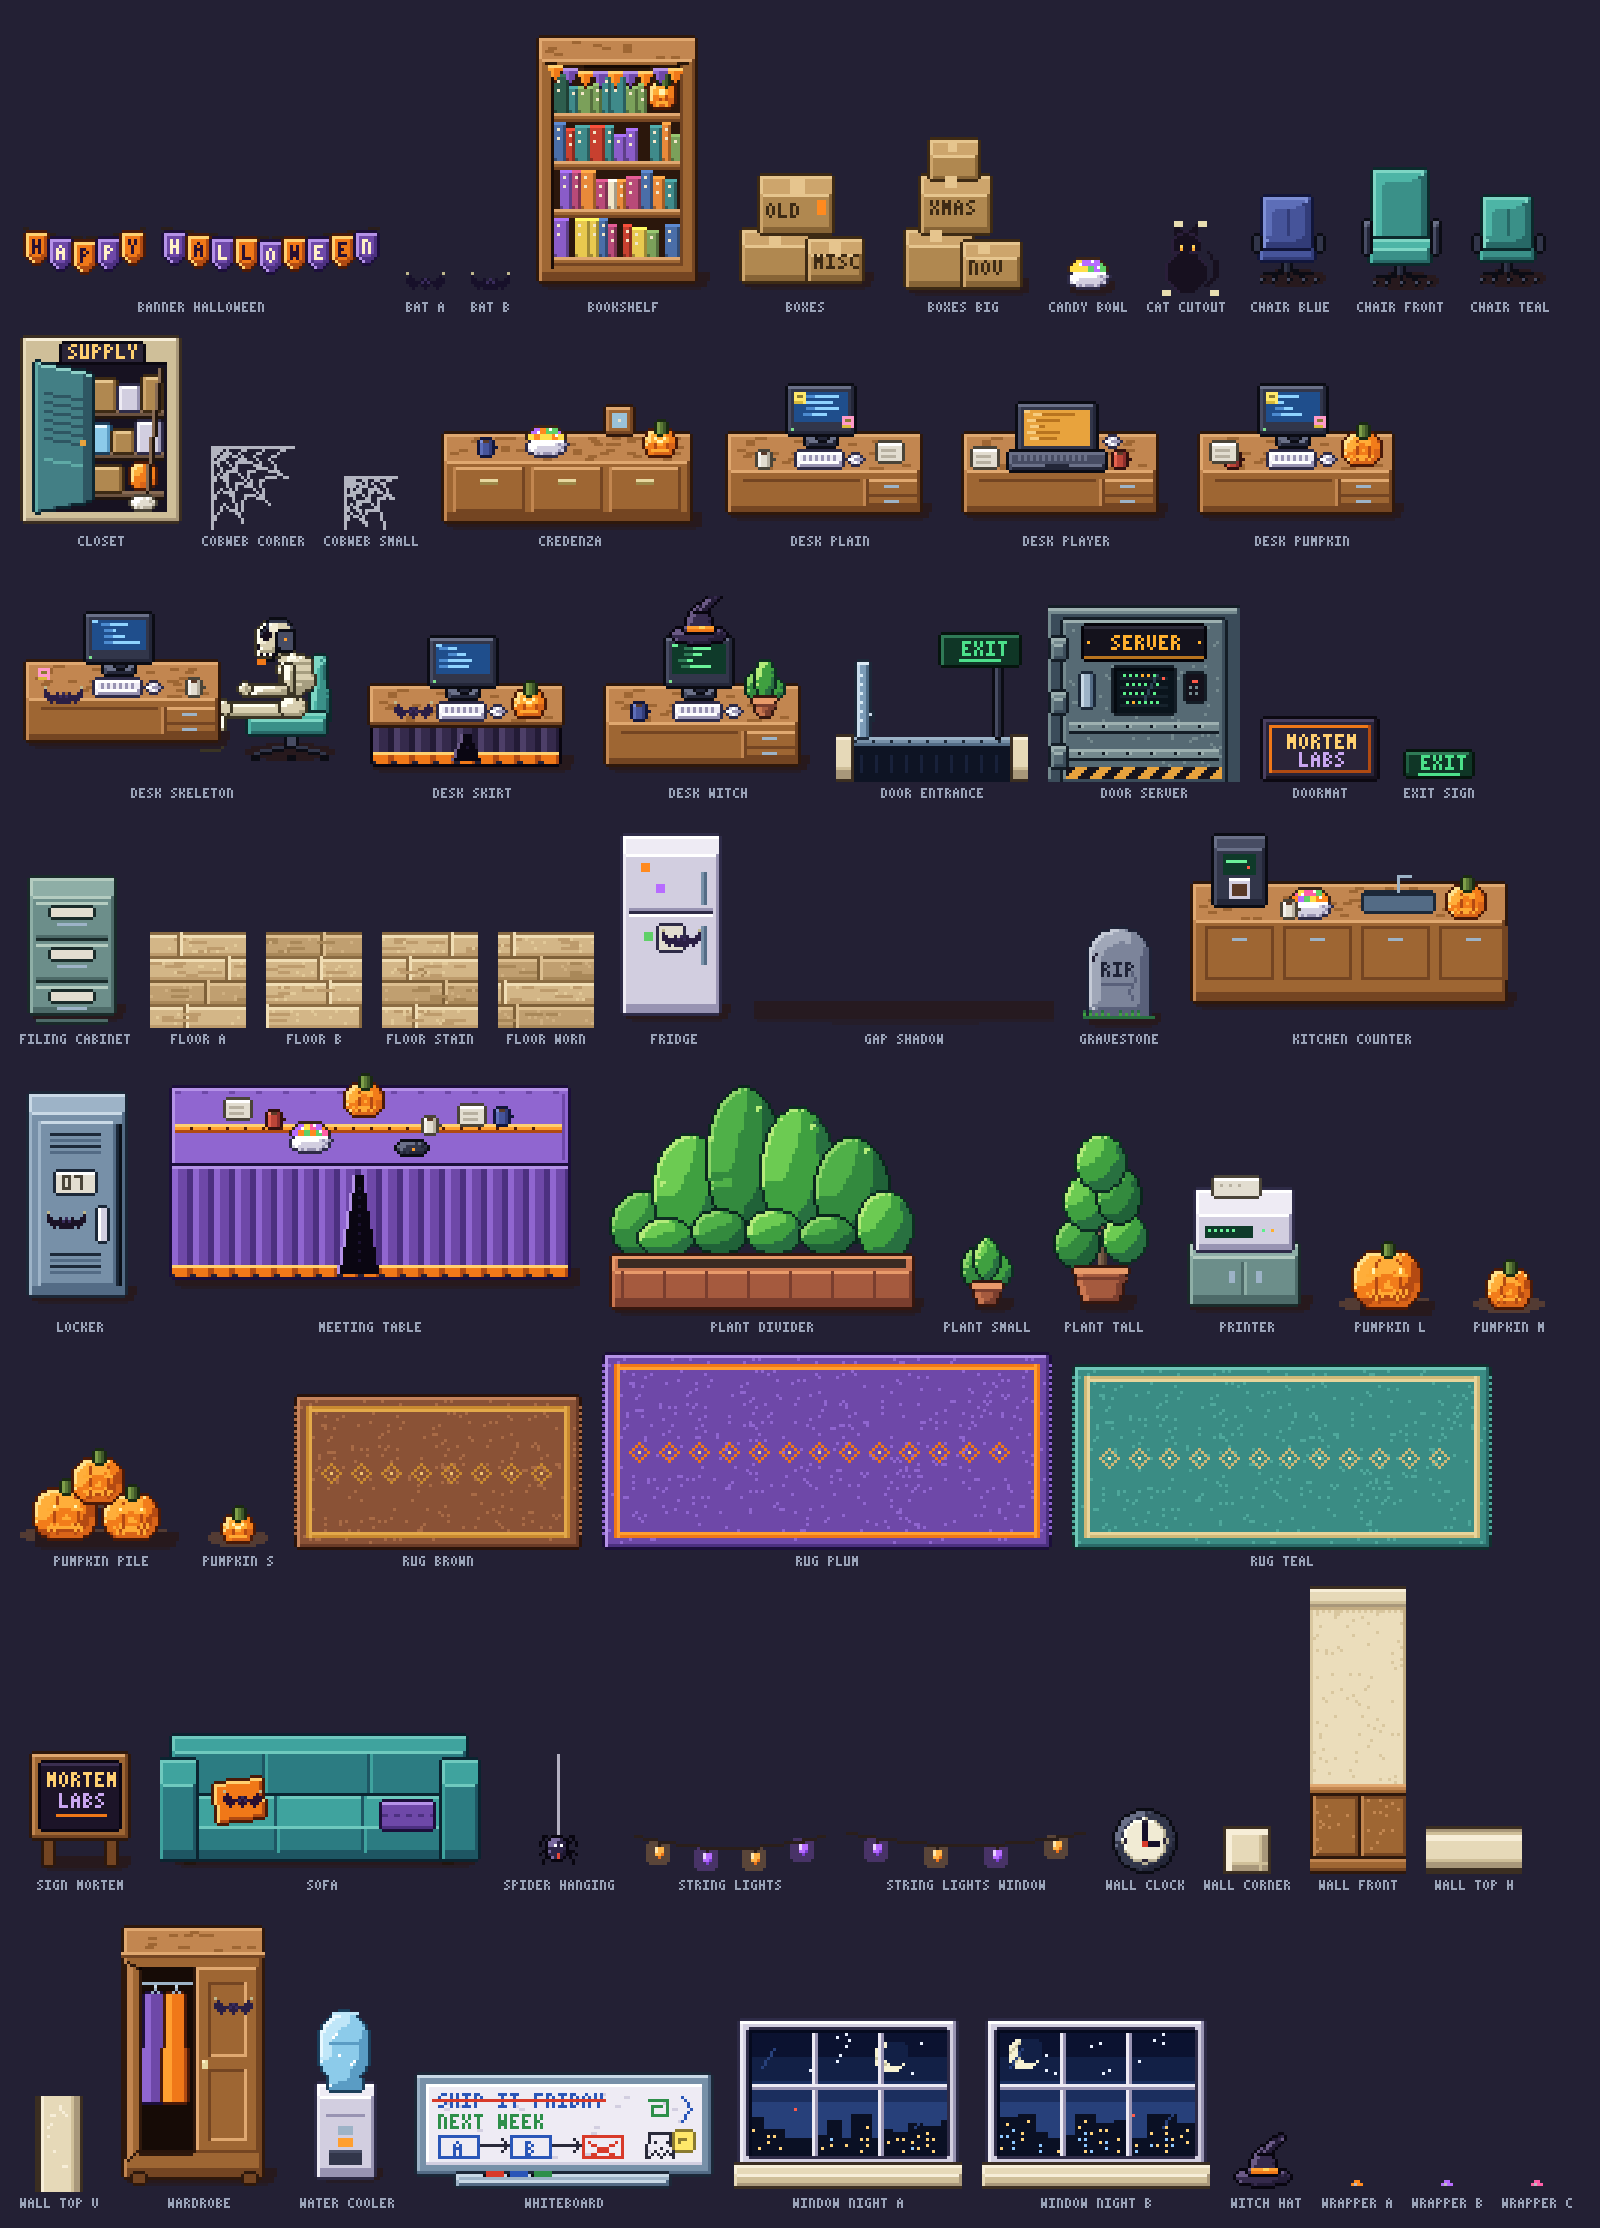 HAPPY HALLOWEEN
OLD
MISC
XMAS
NOV
BANNER HALLOWEEN
BAT A
BAT B
BOOKSHELF
BOXES
BOXES BIG
CANDY BOWL
CAT CUTOUT
CHAIR BLUE
CHAIR FRONT
CHAIR TEAL
SUPPLY
CLOSET
COBWEB CORNER
COBWEB SMALL
CREDENZA
DESK PLAIN
DESK PLAYER
DESK PUMPKIN
EXIT
SERVER
MORTEM
LABS
EXIT
DESK SKELETON
DESK SKIRT
DESK WITCH
DOOR ENTRANCE
DOOR SERVER
DOORMAT
EXIT SIGN
RIP
FILING CABINET
FLOOR A
FLOOR B
FLOOR STAIN
FLOOR WORN
FRIDGE
GAP SHADOW
GRAVESTONE
KITCHEN COUNTER
07
LOCKER
MEETING TABLE
PLANT DIVIDER
PLANT SMALL
PLANT TALL
PRINTER
PUMPKIN L
PUMPKIN M
PUMPKIN PILE
PUMPKIN S
RUG BROWN
RUG PLUM
RUG TEAL
MORTEM
LABS
SIGN MORTEM
SOFA
SPIDER HANGING
STRING LIGHTS
STRING LIGHTS WINDOW
WALL CLOCK
WALL CORNER
WALL FRONT
WALL TOP H
SHIP IT FRIDAY
NEXT WEEK
A
B
WALL TOP V
WARDROBE
WATER COOLER
WHITEBOARD
WINDOW NIGHT A
WINDOW NIGHT B
WITCH HAT
WRAPPER A
WRAPPER B
WRAPPER C